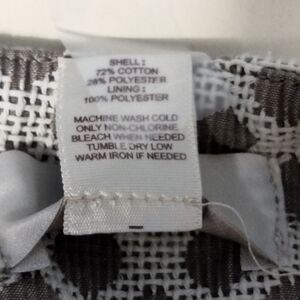 SHELL :
72% COTTON
28% POLYESTER
LINING :
100% POLYESTER
MACHINE WASH COLD
ONLY NON-CHLORINE
BLEACH WHEN NEEDED
TUMBLE DRY LOW
WARM IRON IF NEEDED